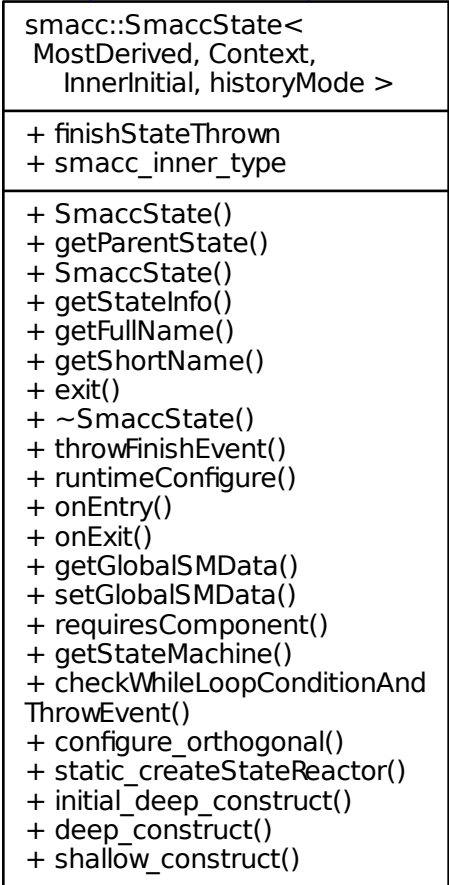 smacc::SmaccState<
MostDerived, Context,
InnerInitial, historyMode >
+ finishStateThrown
+ smacc_inner_type
+ SmaccState()
+ getParentState()
+ SmaccState()
+ getStateInfo()
+ getFullName()
+ getShortName()
+ exit()
+ ~SmaccState()
+ throwFinishEvent()
+ runtimeConfigure()
+ onEntry()
+ onExit()
+ getGlobalSMData()
+ setGlobalSMData()
+ requiresComponent()
+ getStateMachine()
+ checkWhileLoopConditionAnd
ThrowEvent()
+ configure_orthogonal()
+ static_createStateReactor()
+ initial_deep_construct()
+ deep_construct()
+ shallow_construct()